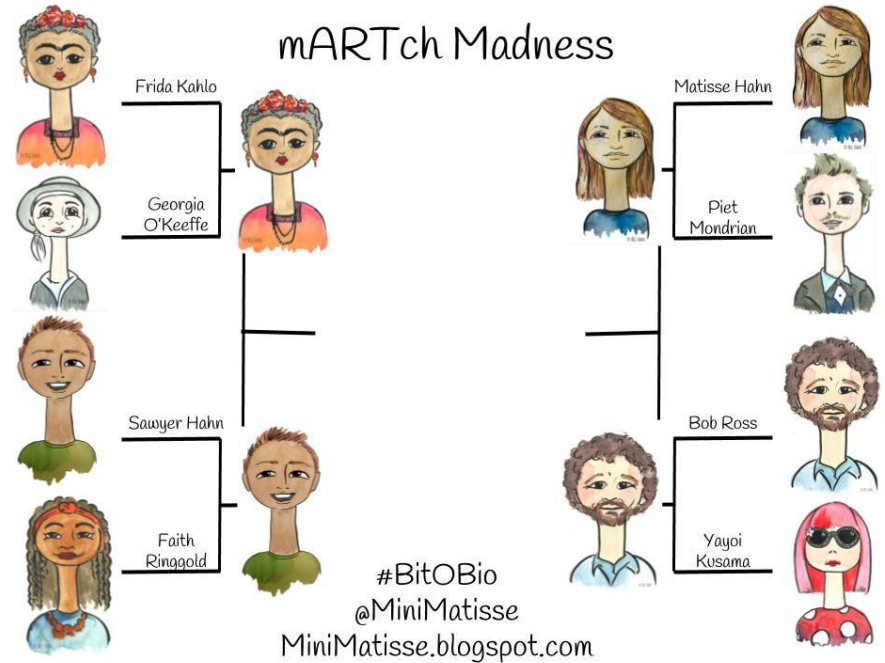 mARTch Madness
Frida Kahlo
Georgia
O'Keeffe
Sawyer Hahn
Faith
Ringgold
Matisse Hahn
Piet
Mondrian
Bob Ross
Yayoi
Kusama
#BitOBio
@MiniMatisse
MiniMatisse.blogspot.com